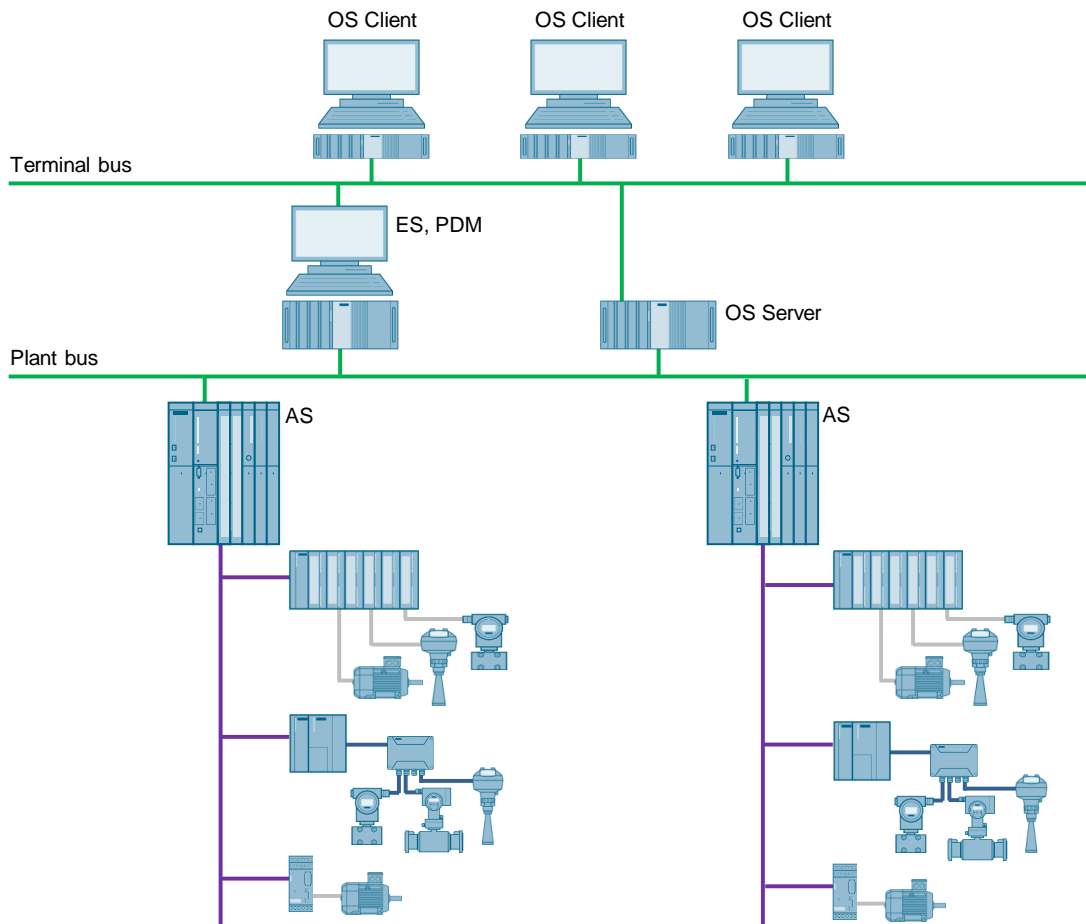 OS Client
OS Client
OS Client
Terminal bus
ES, PDM
OS Server
Plant bus
AS
AS